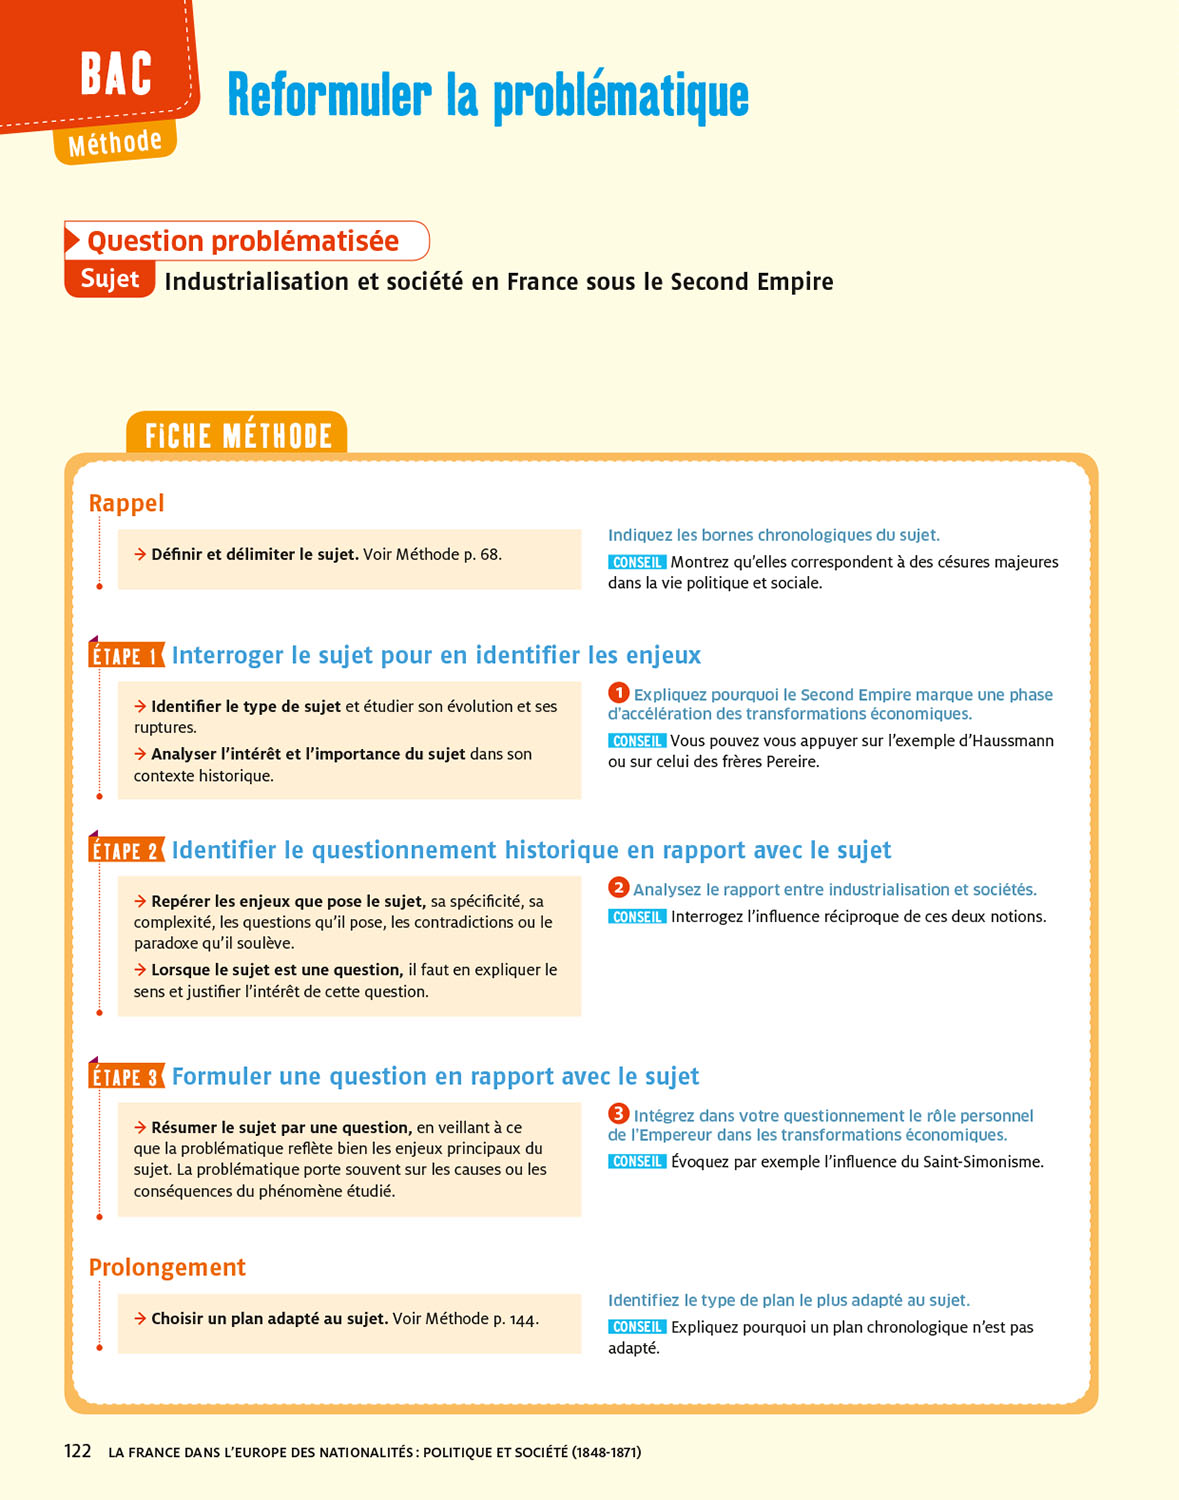 BAC
Méthode
Reformuler la problématique
Question problématisée
Sujet Industrialisation et société en France sous le Second Empire
FiCHE MÉTHODE
Rappel
→ Définir et délimiter le sujet. Voir Méthode p. 68.
Indiquez les bornes chronologiques du sujet.
CONSEIL Montrez qu’elles correspondent à des césures majeures
dans la vie politique et sociale.
ÉTAPE 1 Interroger le sujet pour en identifier les enjeux
→ Identifier le type de sujet et étudier son évolution et ses
ruptures.
→ Analyser l’intérêt et l’importance du sujet dans son
contexte historique.
1 Expliquez pourquoi le Second Empire marque une phase
d’accélération des transformations économiques.
CONSEIL Vous pouvez vous appuyer sur l’exemple d’Haussmann
ou sur celui des frères Pereire.
ÉTAPE 2 Identifier le questionnement historique en rapport avec le sujet
→ Repérer les enjeux que pose le sujet, sa spécificité, sa
complexité, les questions qu’il pose, les contradictions ou le
paradoxe qu’il soulève.
→ Lorsque le sujet est une question, il faut en expliquer le
sens et justifier l’intérêt de cette question.
2 Analysez le rapport entre industrialisation et sociétés.
CONSEIL Interrogez l’influence réciproque de ces deux notions.
ÉTAPE 3 Formuler une question en rapport avec le sujet
→ Résumer le sujet par une question, en veillant à ce
que la problématique reflète bien les enjeux principaux du
sujet. La problématique porte souvent sur les causes ou les
conséquences du phénomène étudié.
3 Intégrez dans votre questionnement le rôle personnel
de l’Empereur dans les transformations économiques.
CONSEIL Évoquez par exemple l’influence du Saint-Simonisme.
Prolongement
→ Choisir un plan adapté au sujet. Voir Méthode p. 144.
Identifiez le type de plan le plus adapté au sujet.
CONSEIL Expliquez pourquoi un plan chronologique n’est pas
adapté.
122 LA FRANCE DANS L’EUROPE DES NATIONALITÉS : POLITIQUE ET SOCIÉTÉ (1848-1871)